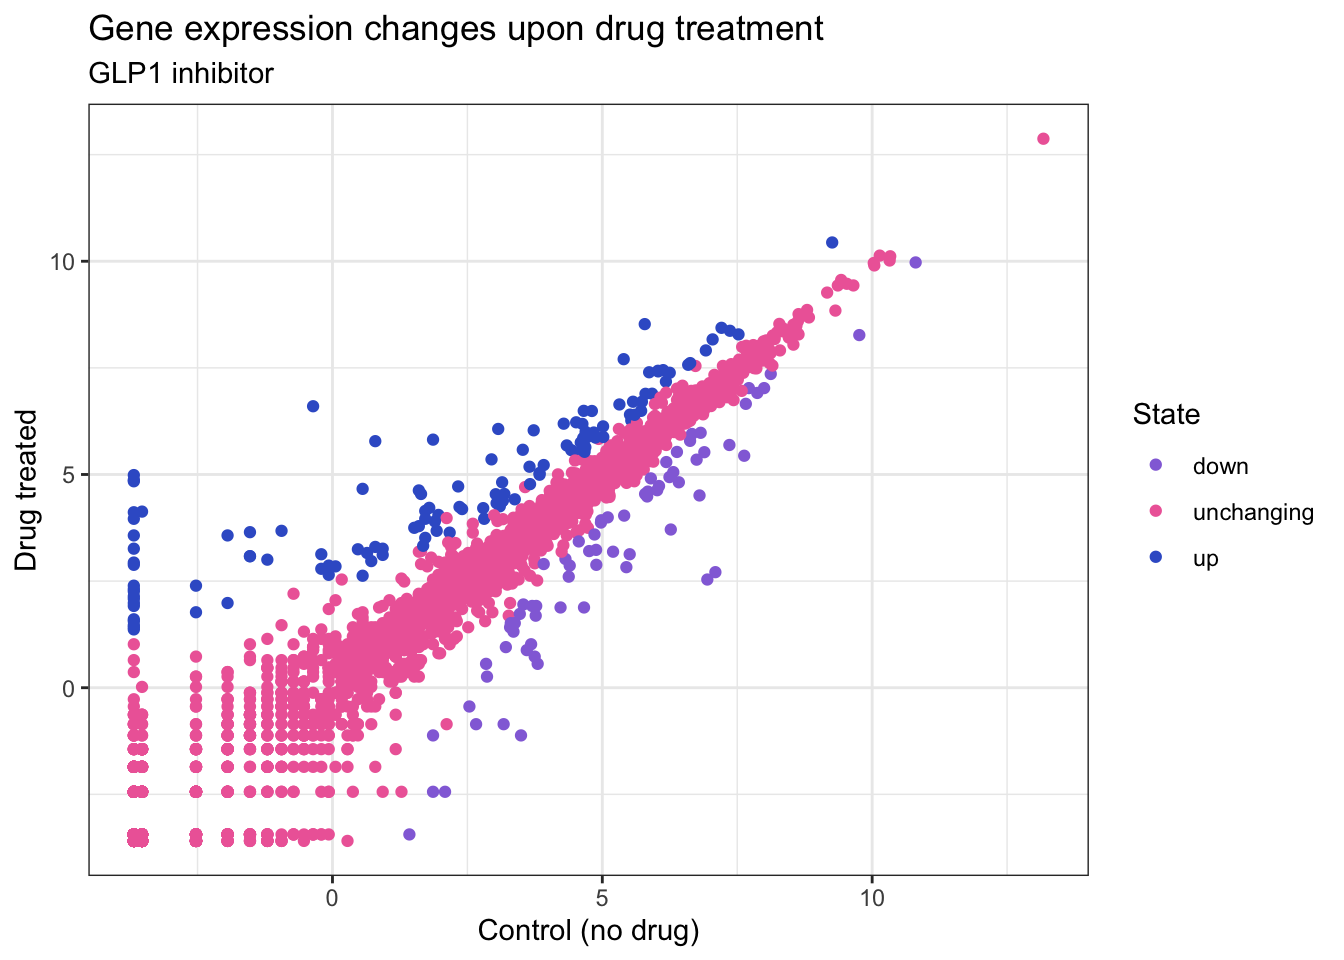 Gene expression changes upon drug treatment
GLP1 inhibitor
Drug treated
10
5
0
0
5
10
Control (no drug)
State
down
unchanging
up